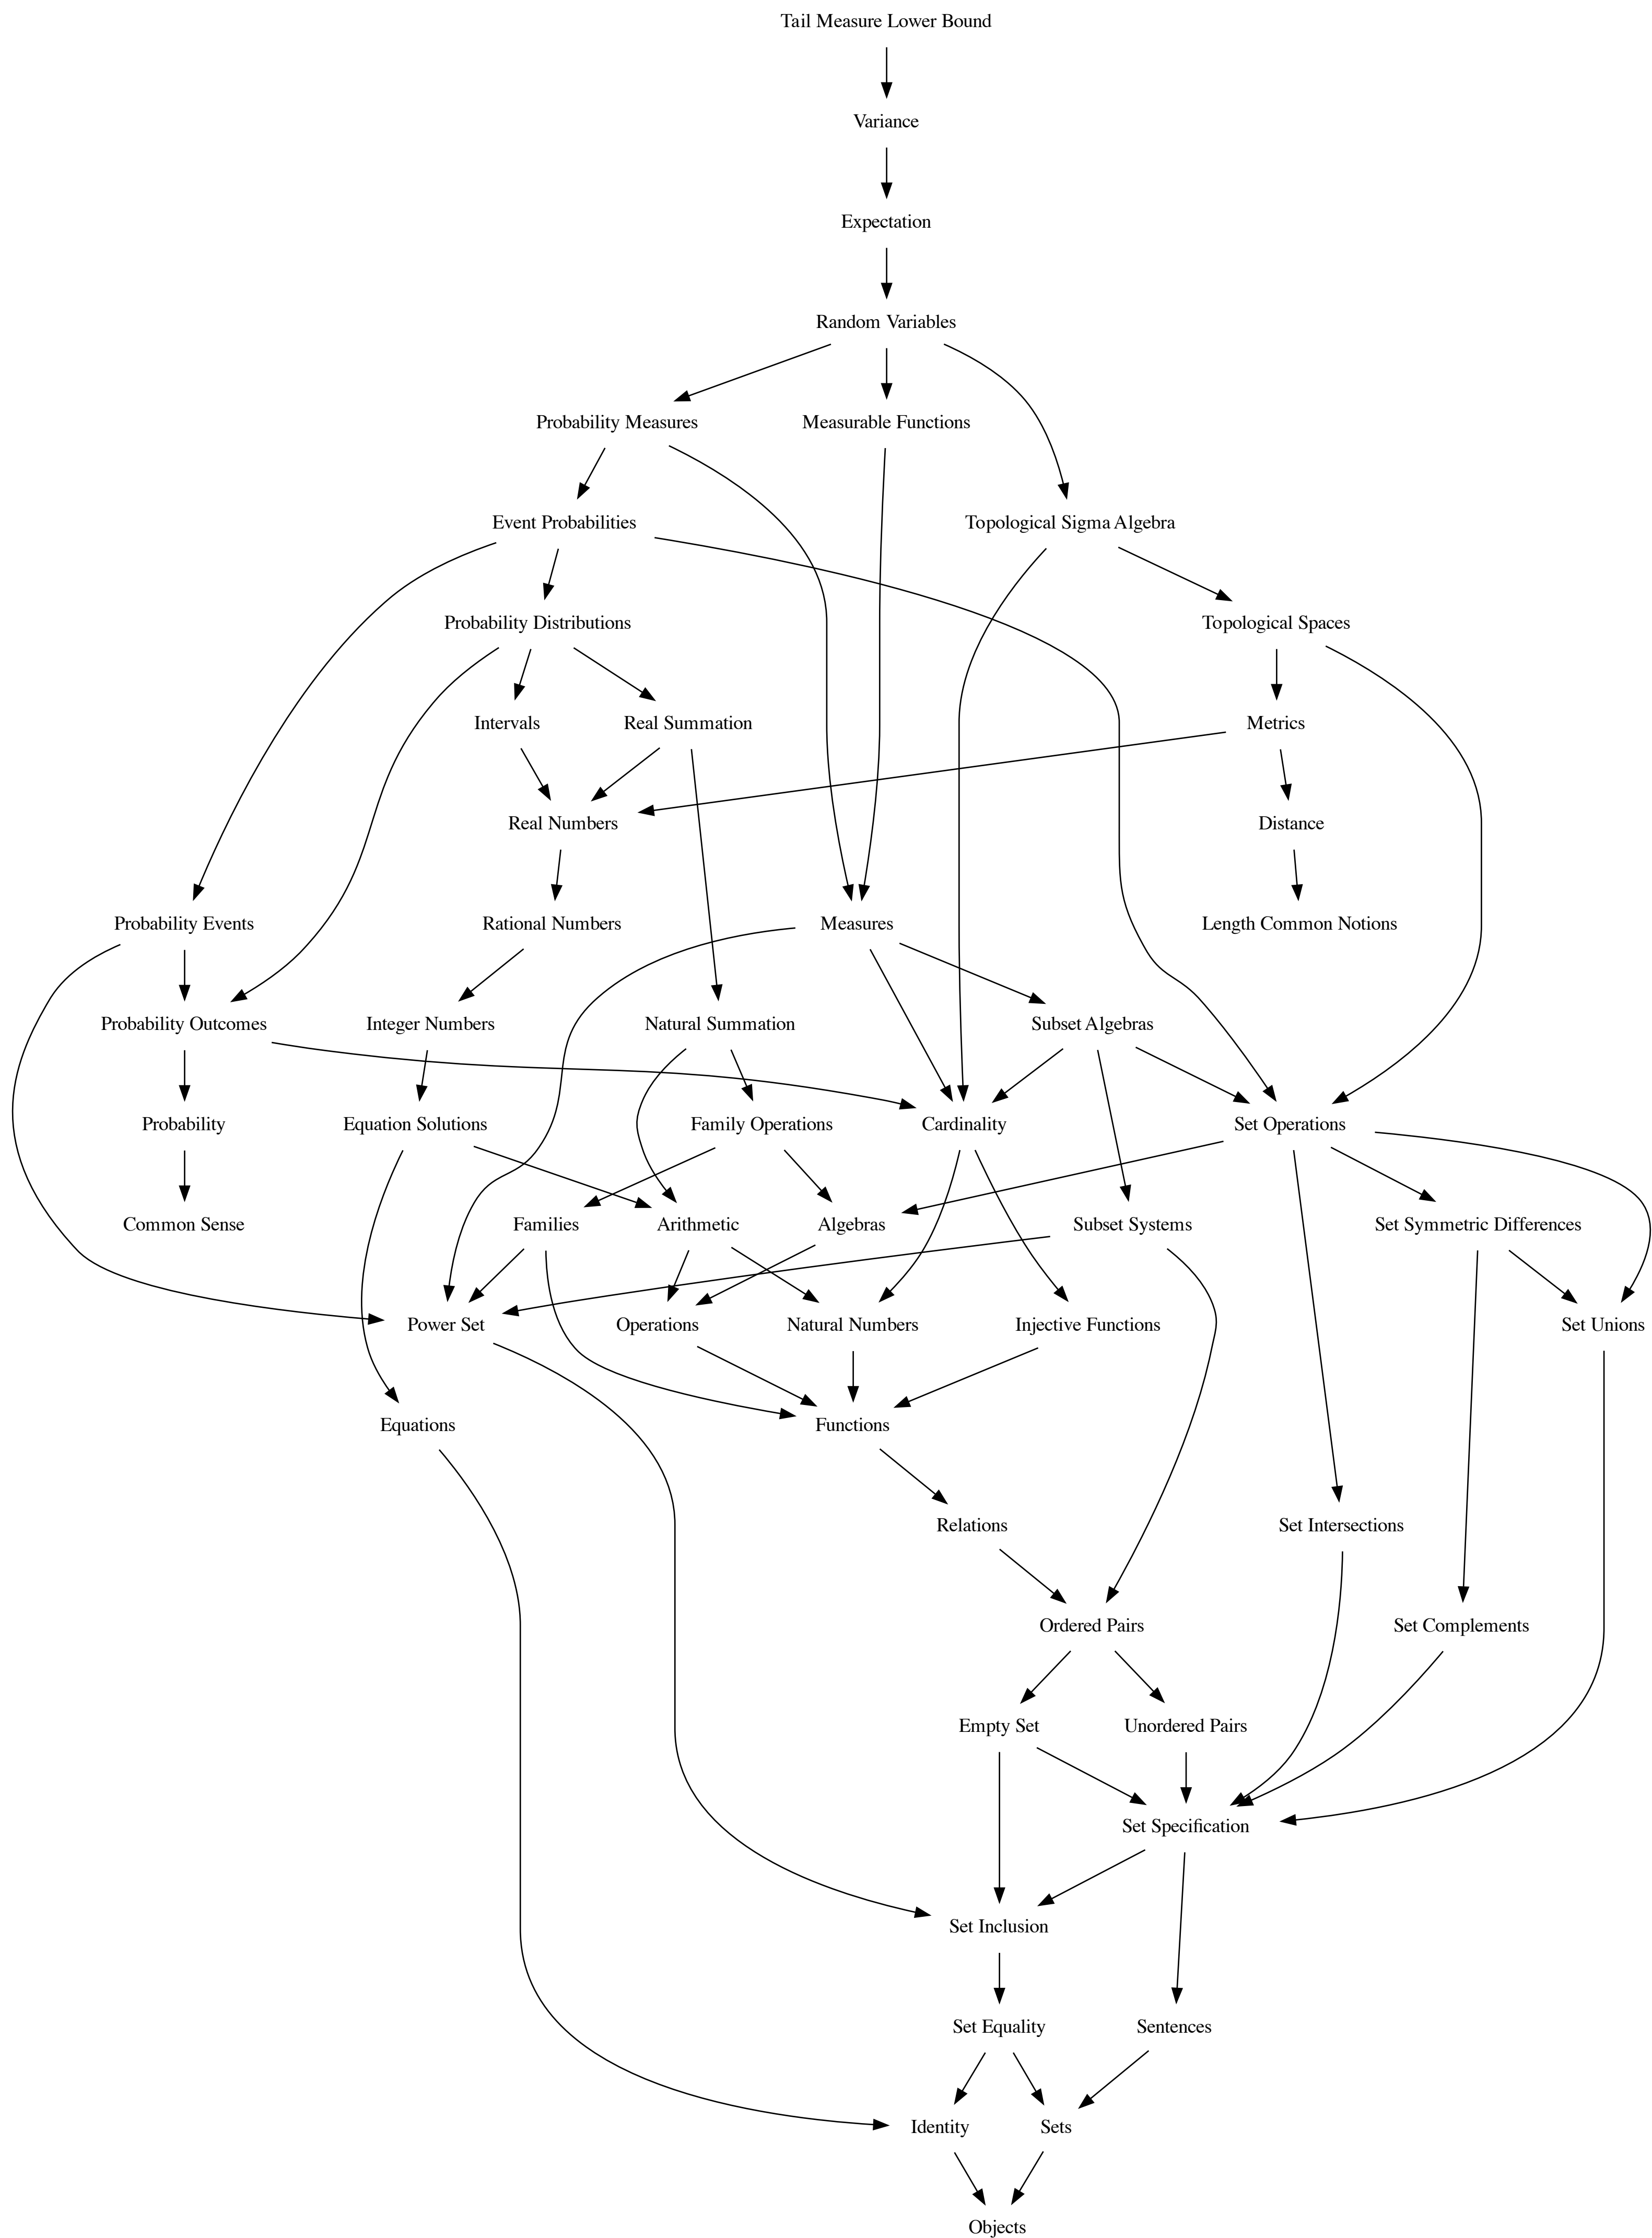 Tail Measure Lower Bound
Variance
Expectation
Random Variables
Probability Measures
Measurable Functions
Event Probabilities
Topological Sigma Algebra
Probability Distributions
Topological Spaces
Intervals
Real Summation
Metrics
Real Numbers
Distance
Probability Events
Rational Numbers
Measures
Length Common Notions
Probability Outcomes
Integer Numbers
Natural Summation
Subset Algebras
Probability
Equation Solutions
Family Operations
Cardinality
Set Operations
Common Sense
Families
Arithmetic
Algebras
Subset Systems
Set Symmetric Differences
Power Set
Operations
Natural Numbers
Injective Functions
Set Unions
Equations
Functions
Relations
Set Intersections
Ordered Pairs
Set Complements
Empty Set
Unordered Pairs
Set Specification
Set Inclusion
Set Equality
Sentences
Identity
Sets
Objects